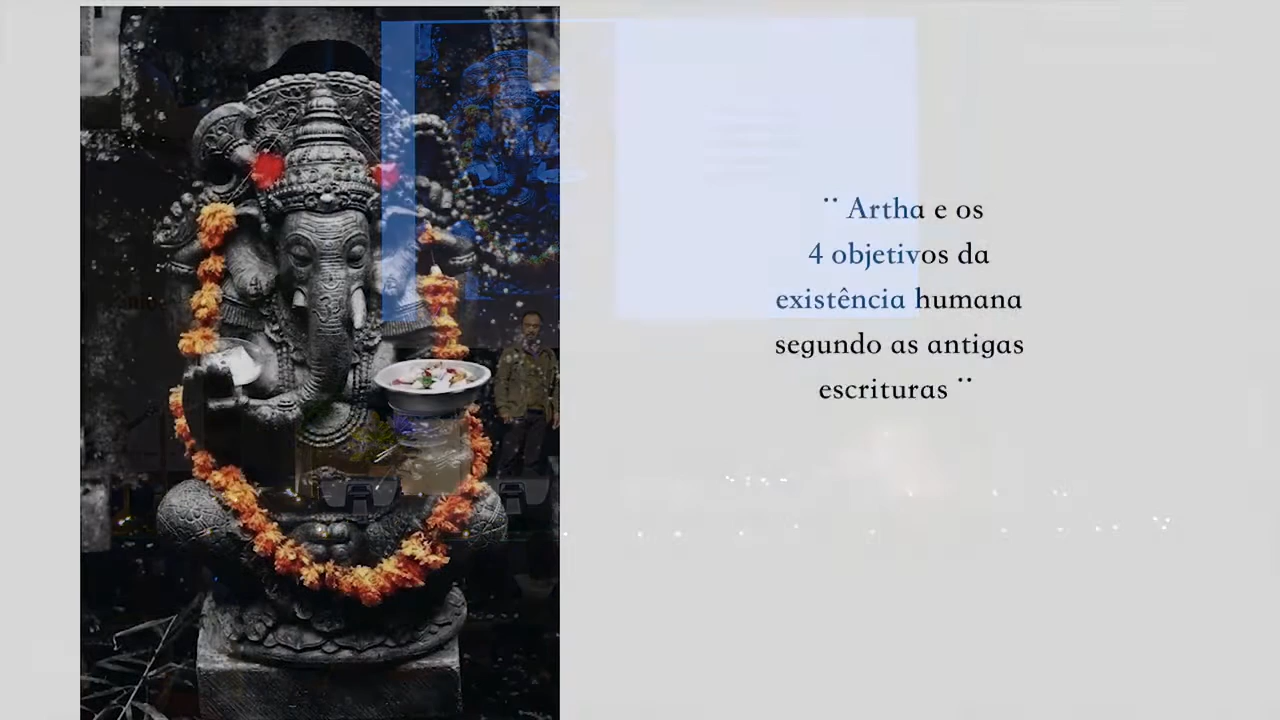 ¨ Artha e os
4 objetivos da
existência humana
segundo as antigas
escrituras ¨